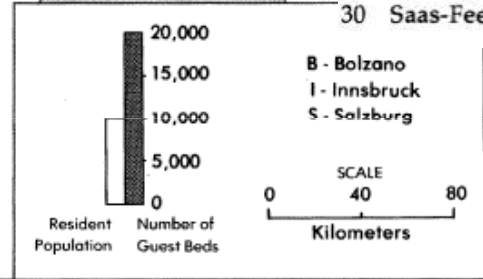 30 Saas-Fee
20,000
15,000
10,000
5,000
0
Resident Population
Number of Guest Beds
B - Bolzano
I - Innsbruck
S - Salzburg
SCALE
0 40 80
Kilometers